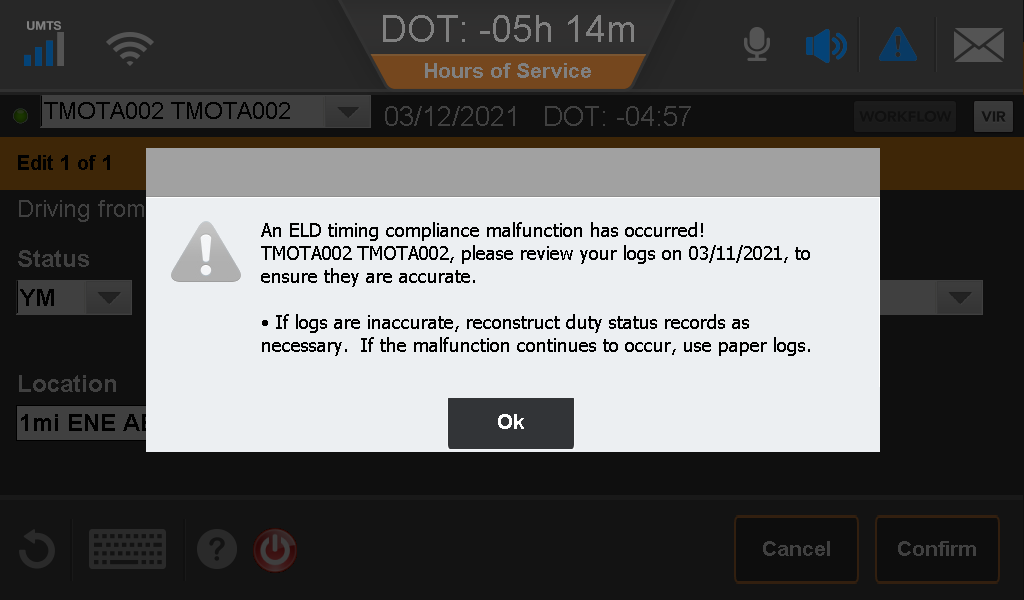 UMTS
DOT: -05h 14m
Hours of Service
TMOTA002 TMOTA002
03/12/2021
DOT: -04:57
WORKFLOW
VIR
Edit 1 of 1
Driving from
An ELD timing compliance malfunction has occurred!
TMOTA002 TMOTA002, please review your logs on 03/11/2021, to
ensure they are accurate.
• If logs are inaccurate, reconstruct duty status records as
necessary.  If the malfunction continues to occur, use paper logs.
Ok
Status
YM
Location
1mi ENE
?
Cancel
Confirm